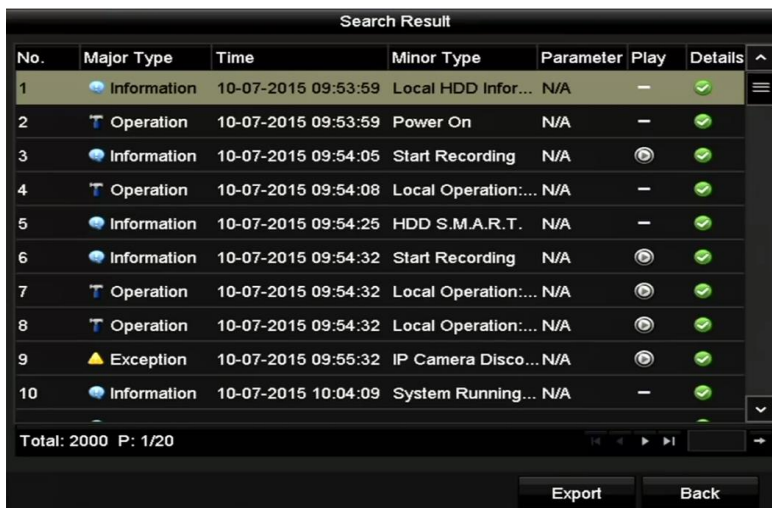 Search Result
No. Major Type Time Minor Type Parameter Play Details
1 Information 10-07-2015 09:53:59 Local HDD Infor... N/A –
2 Operation 10-07-2015 09:53:59 Power On N/A –
3 Information 10-07-2015 09:54:05 Start Recording N/A
4 Operation 10-07-2015 09:54:08 Local Operation:... N/A –
5 Information 10-07-2015 09:54:25 HDD S.M.A.R.T. N/A –
6 Information 10-07-2015 09:54:32 Start Recording N/A
7 Operation 10-07-2015 09:54:32 Local Operation:... N/A
8 Operation 10-07-2015 09:54:32 Local Operation:... N/A
9 Exception 10-07-2015 09:55:32 IP Camera Disco... N/A
10 Information 10-07-2015 10:04:09 System Running... N/A –
Total: 2000 P: 1/20
Export Back